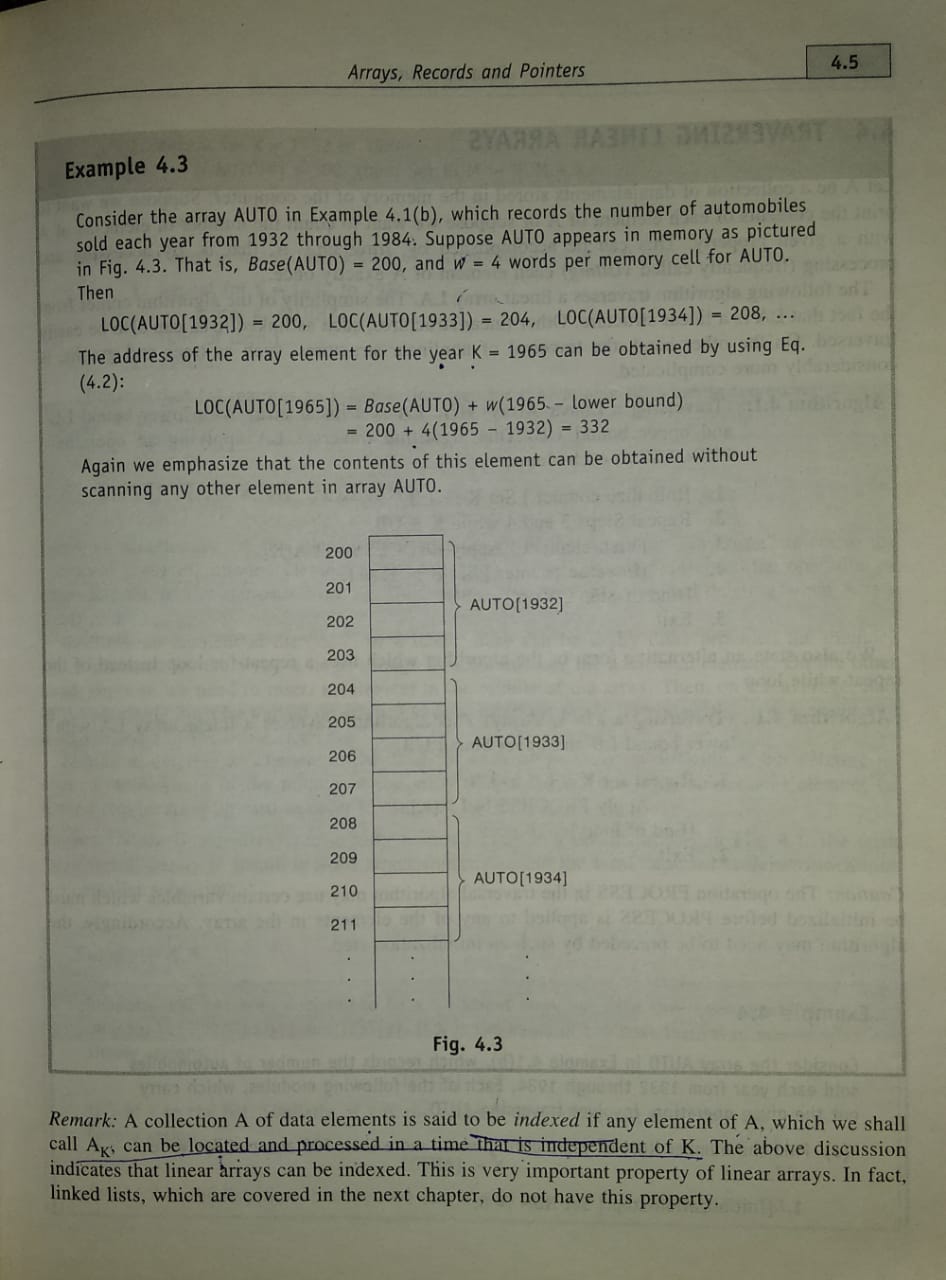 Arrays, Records and Pointers
4.5
Example 4.3
Consider the array AUTO in Example 4.1(b), which records the number of automobiles
sold each year from 1932 through 1984. Suppose AUTO appears in memory as pictured
in Fig. 4.3. That is, Base(AUTO) = 200, and w = 4 words per memory cell for AUTO.
Then
LOC(AUTO[1932]) = 200, LOC(AUTO[1933]) = 204, LOC(AUTO[1934]) = 208, ...
The address of the array element for the year K = 1965 can be obtained by using Eq.
(4.2):
LOC(AUTO[1965]) = Base(AUTO) + w(1965 – lower bound)
= 200 + 4(1965 – 1932) = 332
Again we emphasize that the contents of this element can be obtained without
scanning any other element in array AUTO.
200
201
AUTO[1932]
202
203
204
205
AUTO[1933]
206
207
208
209
AUTO[1934]
210
211
Fig. 4.3
Remark: A collection A of data elements is said to be indexed if any element of A, which we shall
call A_K, can be located and processed in a time that is independent of K. The above discussion
indicates that linear arrays can be indexed. This is very important property of linear arrays. In fact,
linked lists, which are covered in the next chapter, do not have this property.